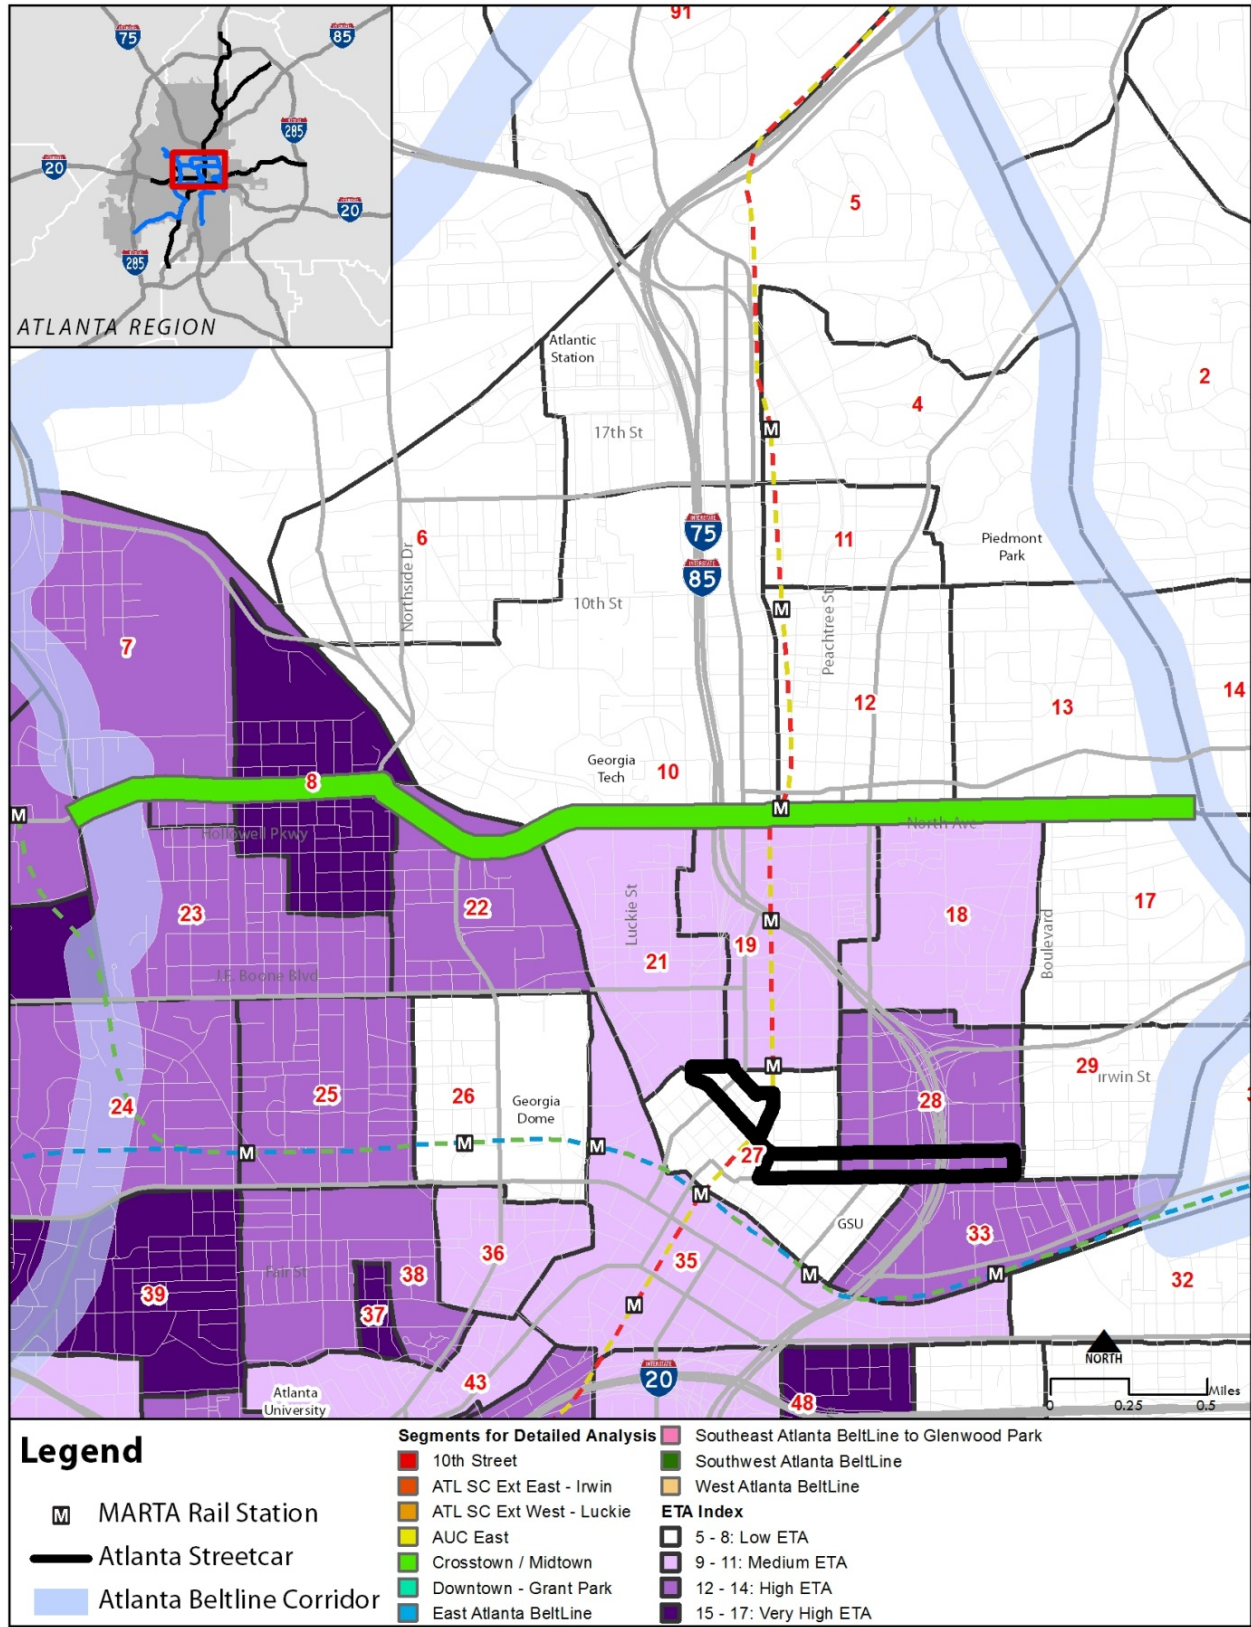 75
85
285
20
20
285
ATLANTA REGION
91
5
Atlantic
Station
2
4
17th St
INTERSTATE
75
INTERSTATE
85
6
11
Piedmont
Park
Northside Dr
10th St
Peachtree St
7
14
12
13
Georgia
Tech
10
8
Hollowell Pkwy
North Ave
23
22
Luckie St
18
17
Boulevard
19
21
J.E. Boone Blvd
29
Irwin St
25
26
Georgia
Dome
28
24
27
GSU
33
36
35
Fair St
38
32
39
37
NORTH
INTERSTATE
20
43
Atlanta
University
48
Miles
0 0.25 0.5
Legend
M MARTA Rail Station
Atlanta Streetcar
Atlanta Beltline Corridor
Segments for Detailed Analysis
10th Street
ATL SC Ext East - Irwin
ATL SC Ext West - Luckie
AUC East
Crosstown / Midtown
Downtown - Grant Park
East Atlanta BeltLine
Southeast Atlanta BeltLine to Glenwood Park
Southwest Atlanta BeltLine
West Atlanta BeltLine
ETA Index
5 - 8: Low ETA
9 - 11: Medium ETA
12 - 14: High ETA
15 - 17: Very High ETA